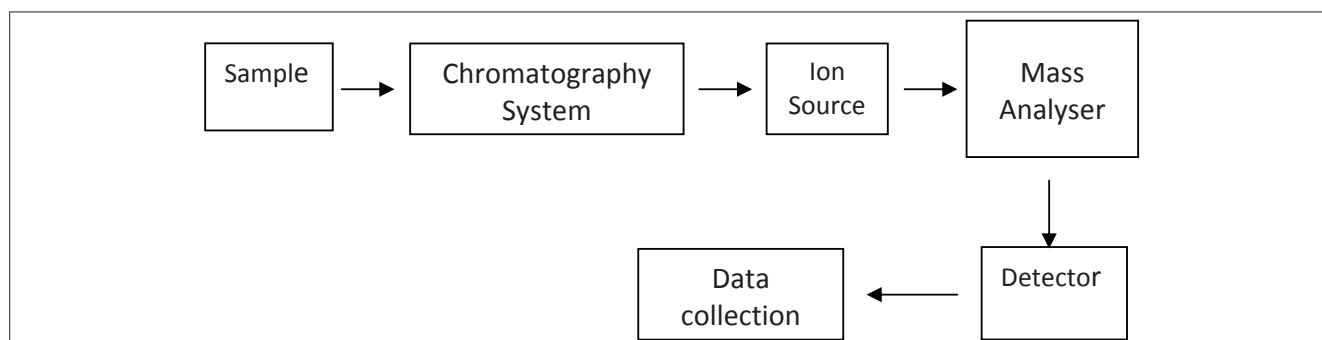 Sample
Chromatography
System
Ion
Source
Mass
Analyser
Detector
Data
collection